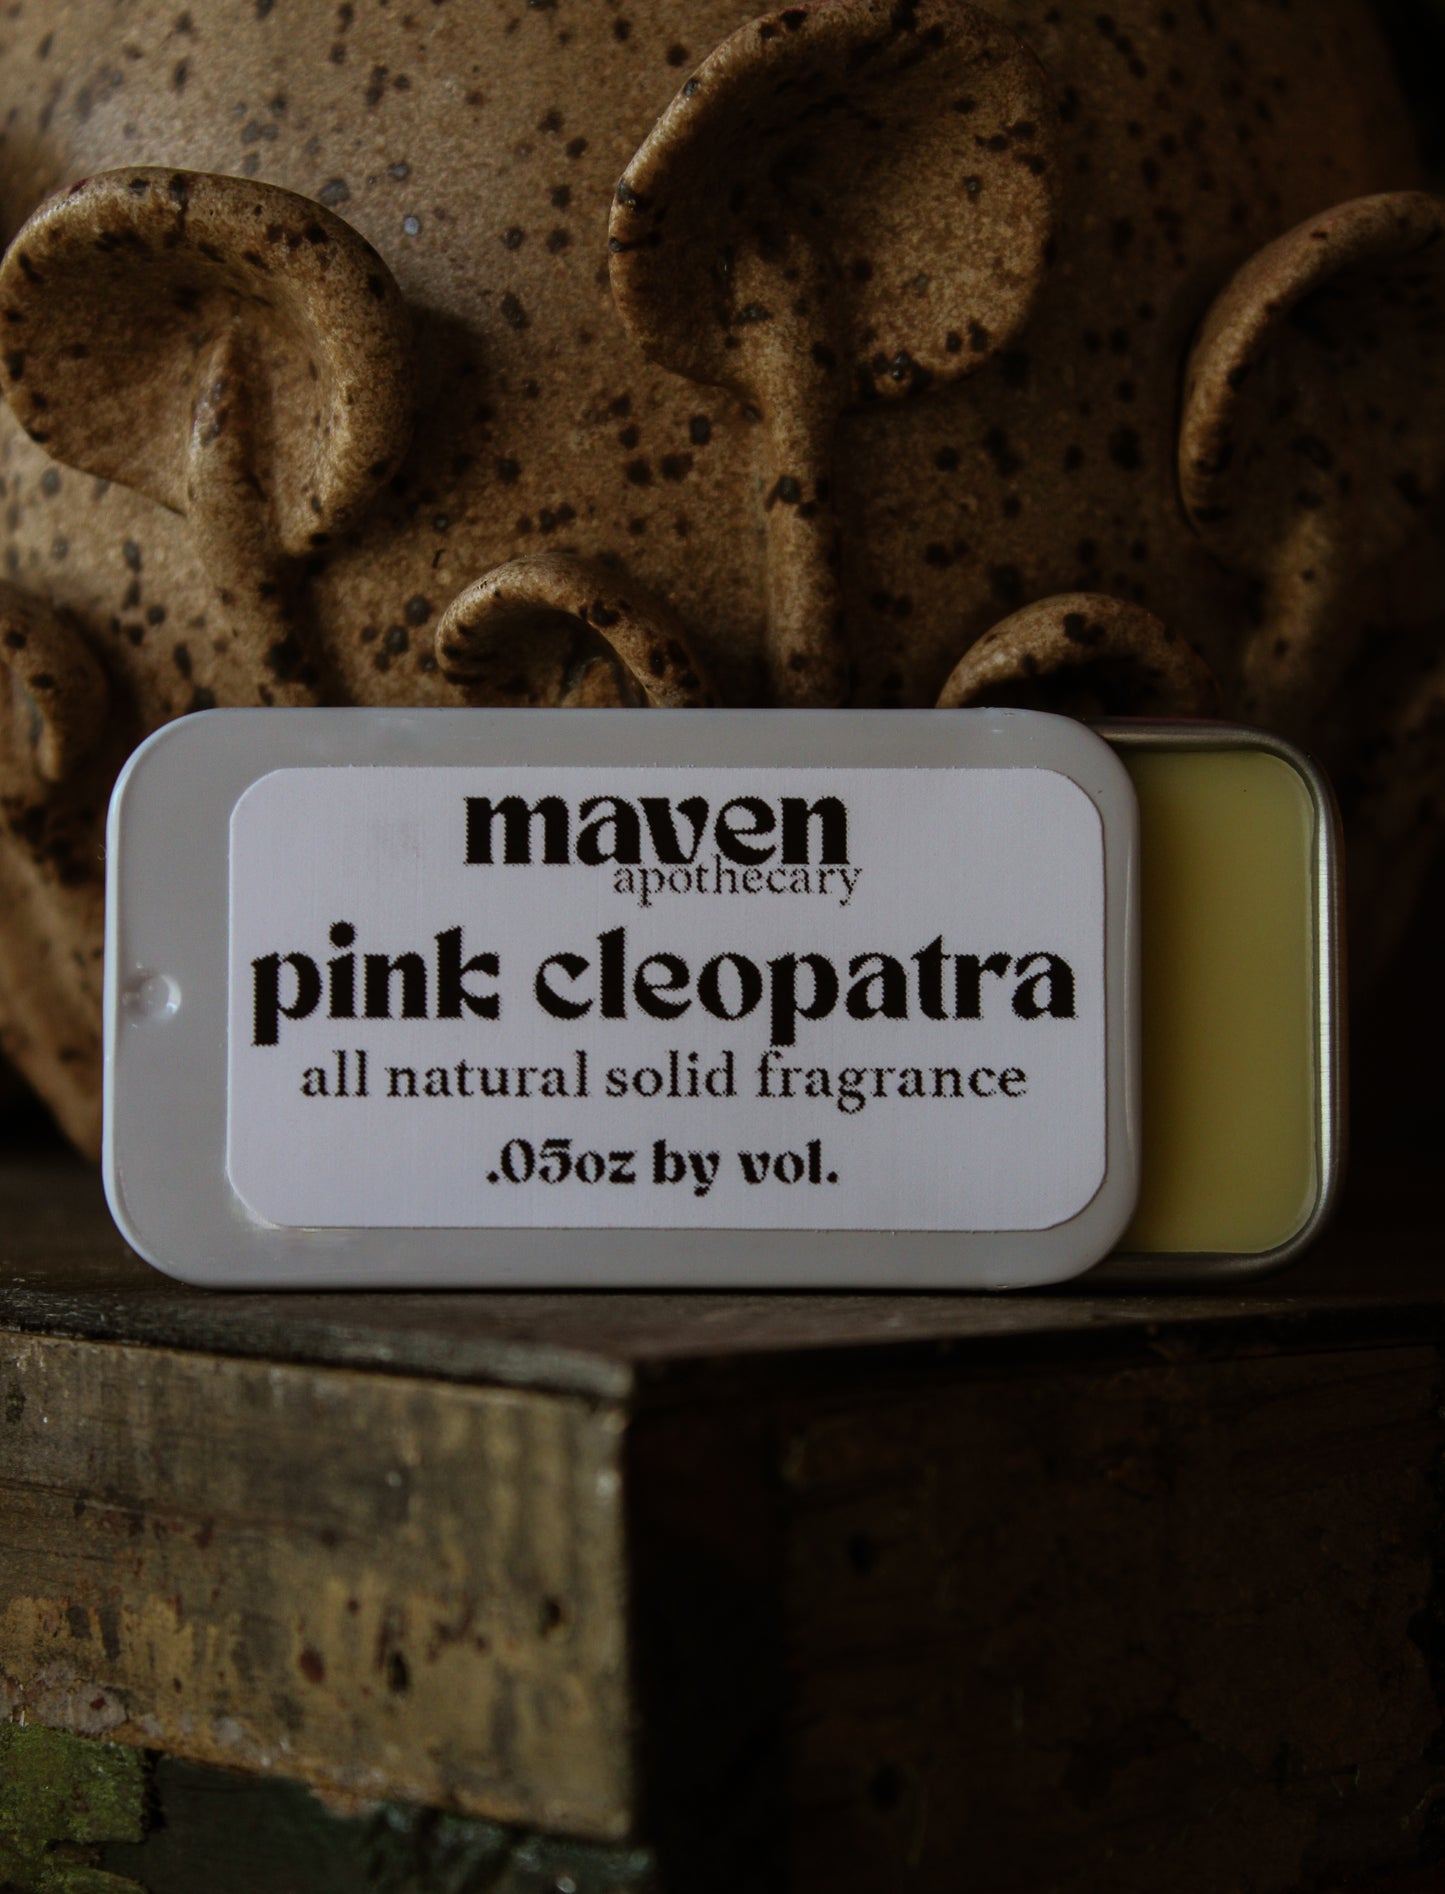 maven
apothecary
pink cleopatra
all natural solid fragrance
.05oz by vol.